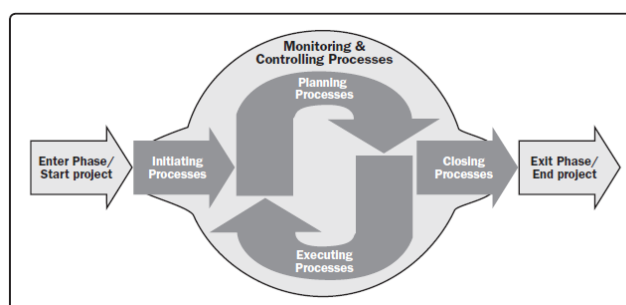 Monitoring &
Controlling Processes
Planning
Processes
Enter Phase/
Start project
Initiating
Processes
Closing
Processes
Exit Phase/
End project
Executing
Processes